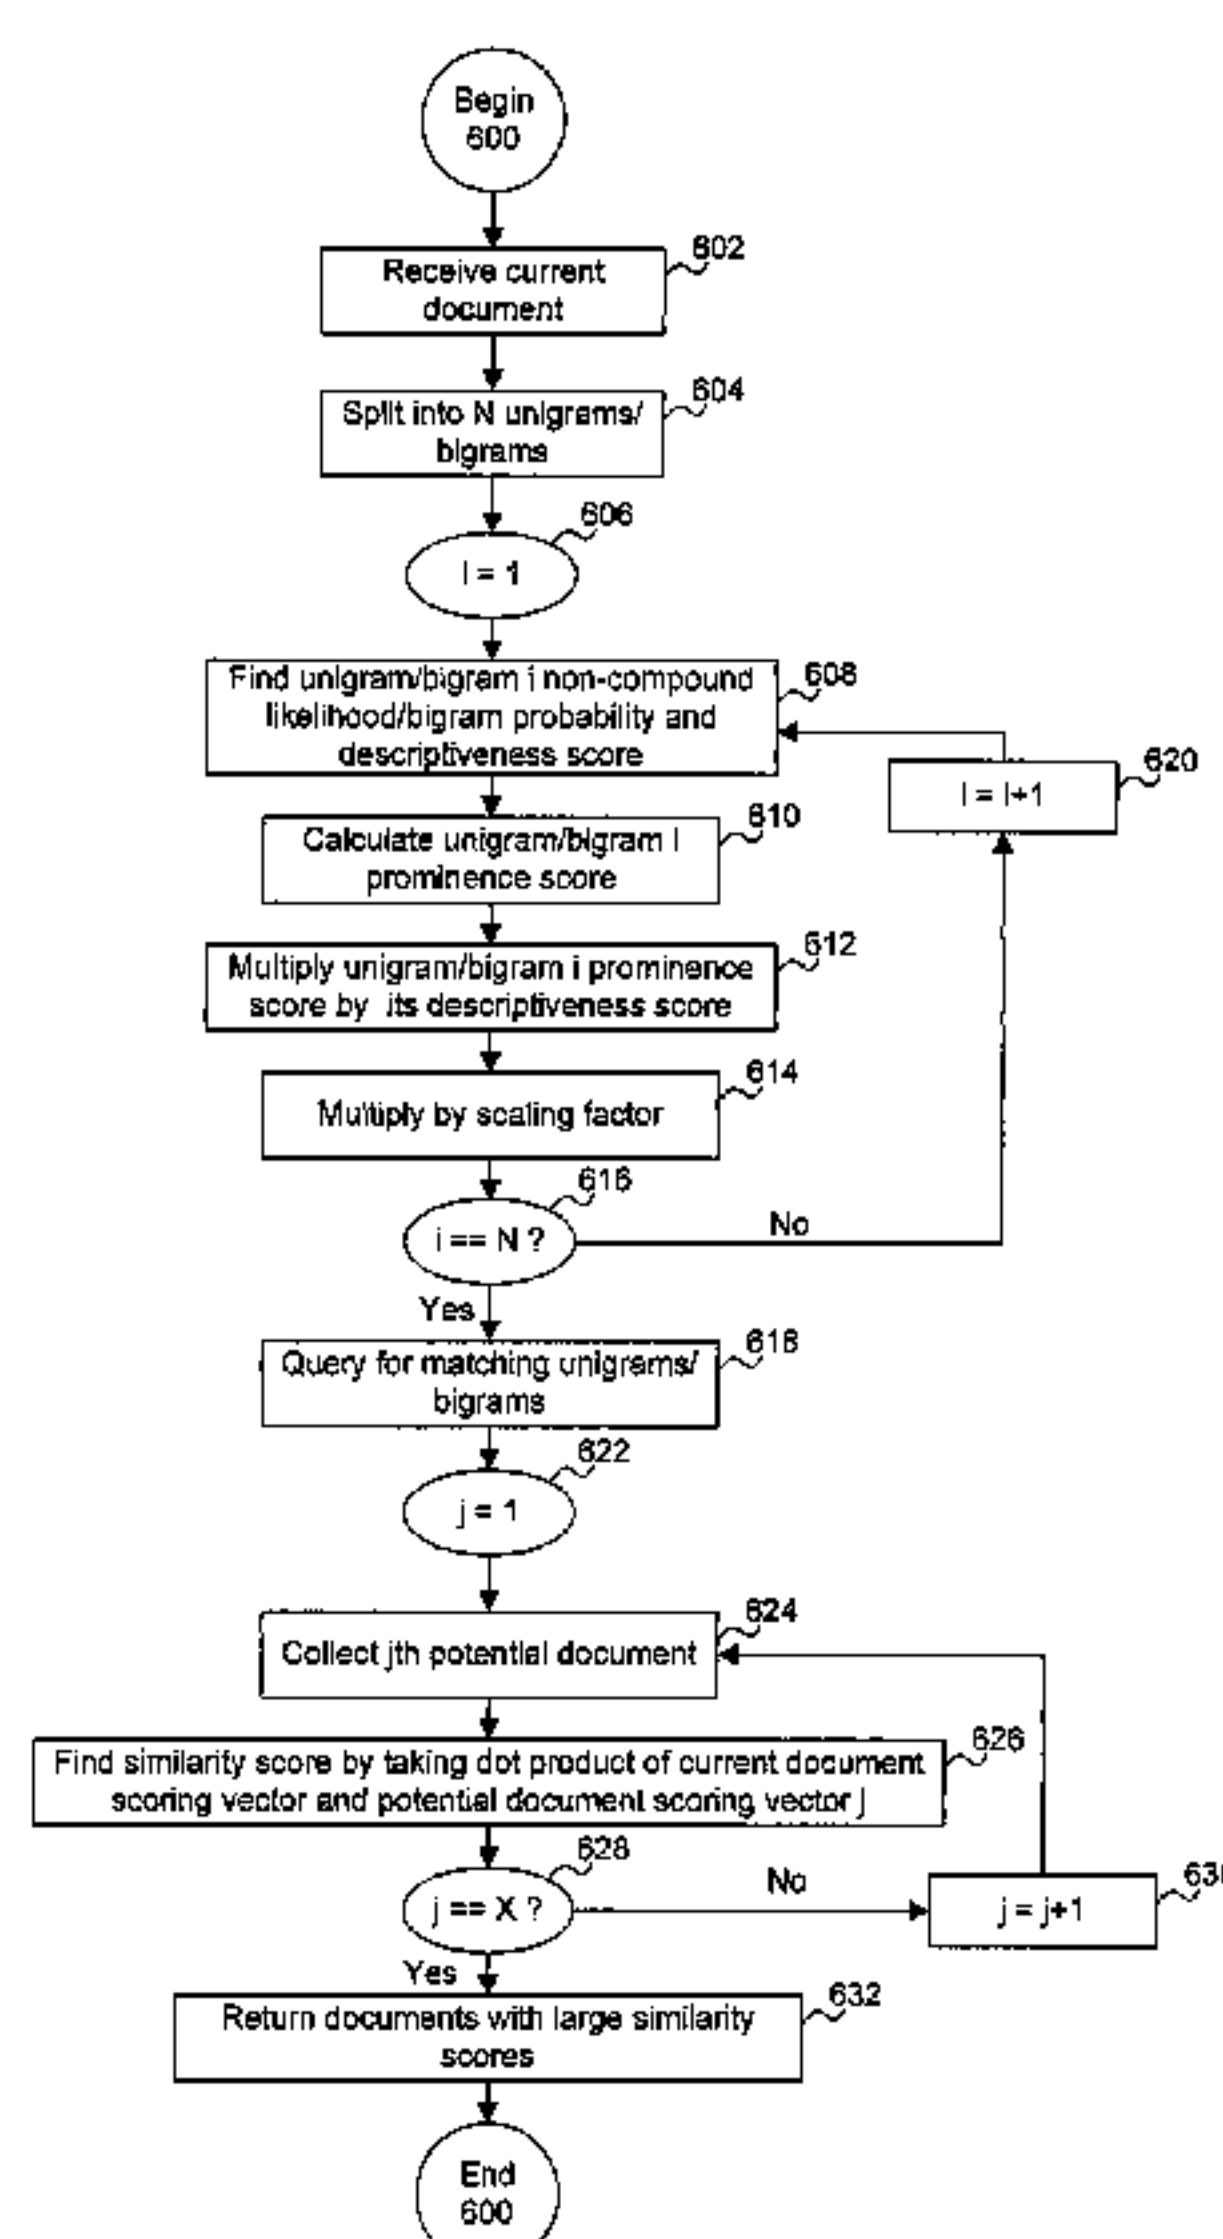 Begin
600
602
Receive current
document
604
Split into N unigrams/
bigrams
606
I = 1
608
Find unigram/bigram i non-compound
likelihood/bigram probability and
descriptiveness score
620
I = I+1
610
Calculate unigram/bigram I
prominence score
612
Multiply unigram/bigram i prominence
score by its descriptiveness score
614
Multiply by scaling factor
616
i == N ?
No
Yes
618
Query for matching unigrams/
bigrams
622
j = 1
624
Collect jth potential document
626
Find similarity score by taking dot product of current document
scoring vector and potential document scoring vector j
628
j == X ?
No
j = j+1
Yes
632
Return documents with large similarity
scores
End
600